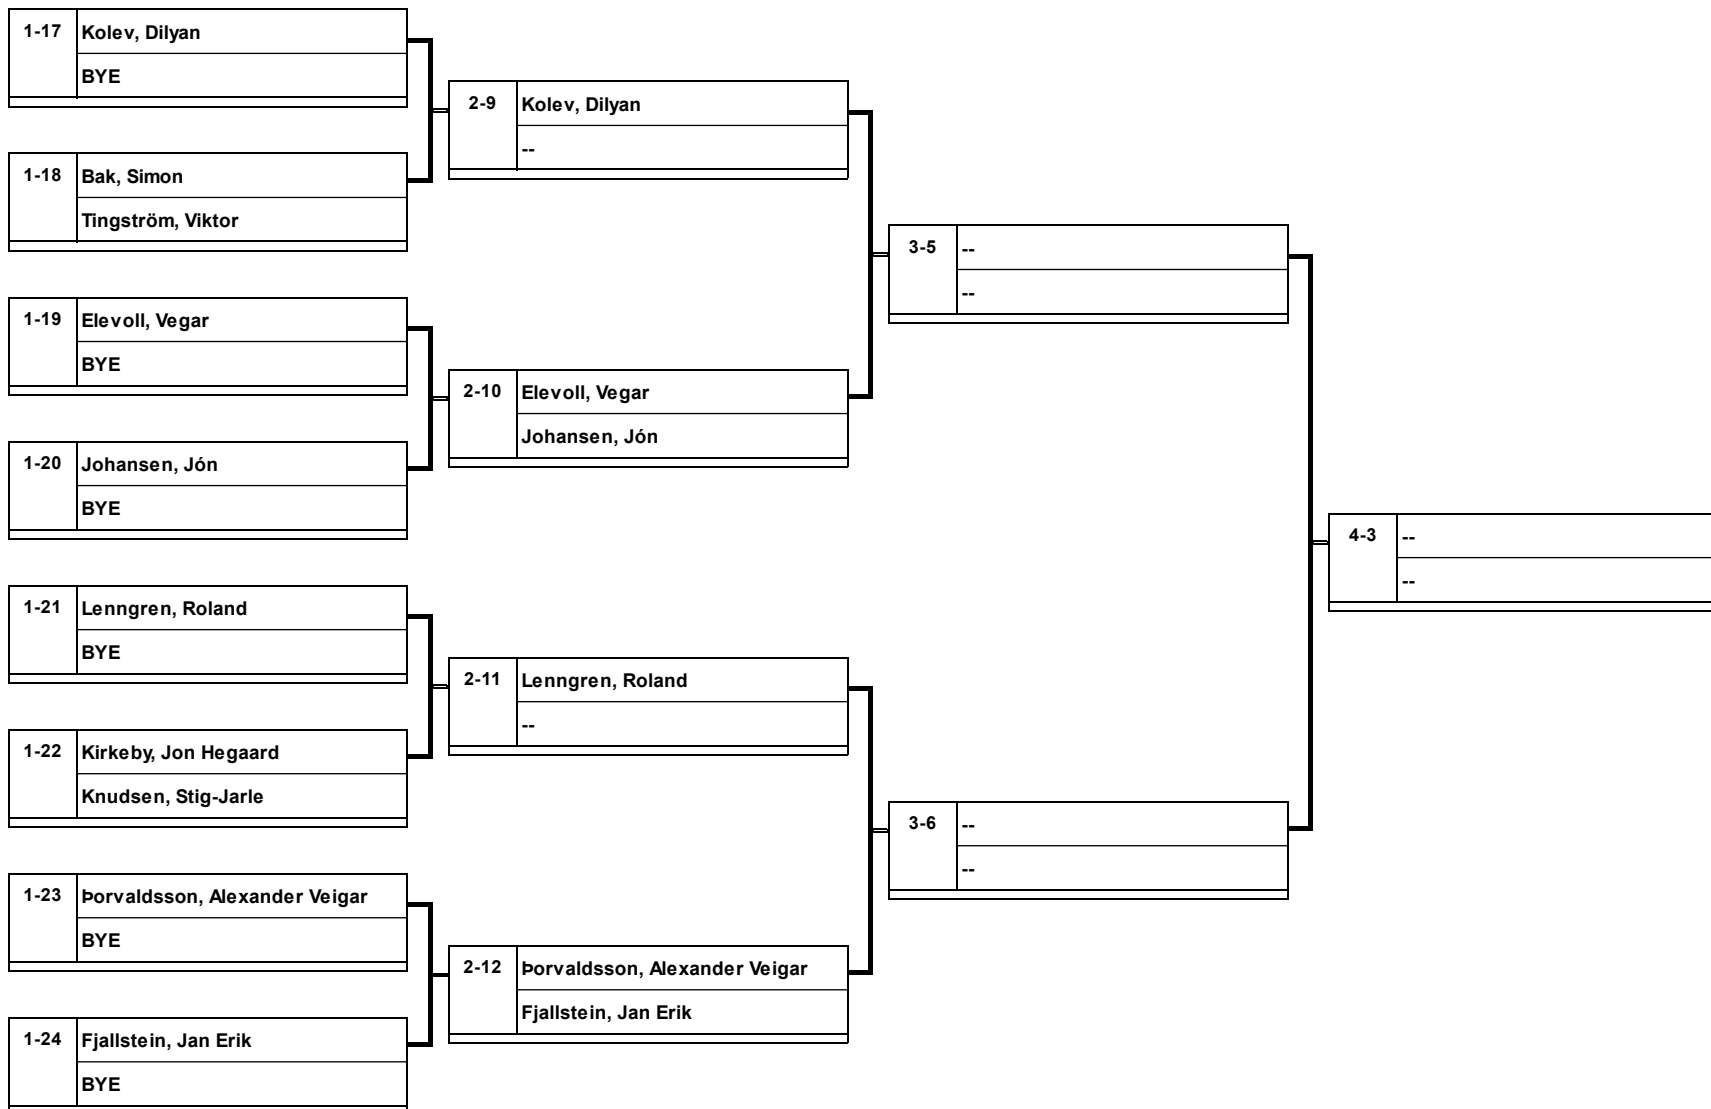 1-17
Kolev, Dilyan
BYE
1-18
Bak, Simon
Tingström, Viktor
1-19
Elevoll, Vegar
BYE
1-20
Johansen, Jón
BYE
1-21
Lenngren, Roland
BYE
1-22
Kirkeby, Jon Hegaard
Knudsen, Stig-Jarle
1-23
Þorvaldsson, Alexander Veigar
BYE
1-24
Fjallstein, Jan Erik
BYE
2-9
Kolev, Dilyan
--
2-10
Elevoll, Vegar
Johansen, Jón
2-11
Lenngren, Roland
--
2-12
Þorvaldsson, Alexander Veigar
Fjallstein, Jan Erik
3-5
--
--
3-6
--
--
4-3
--
--